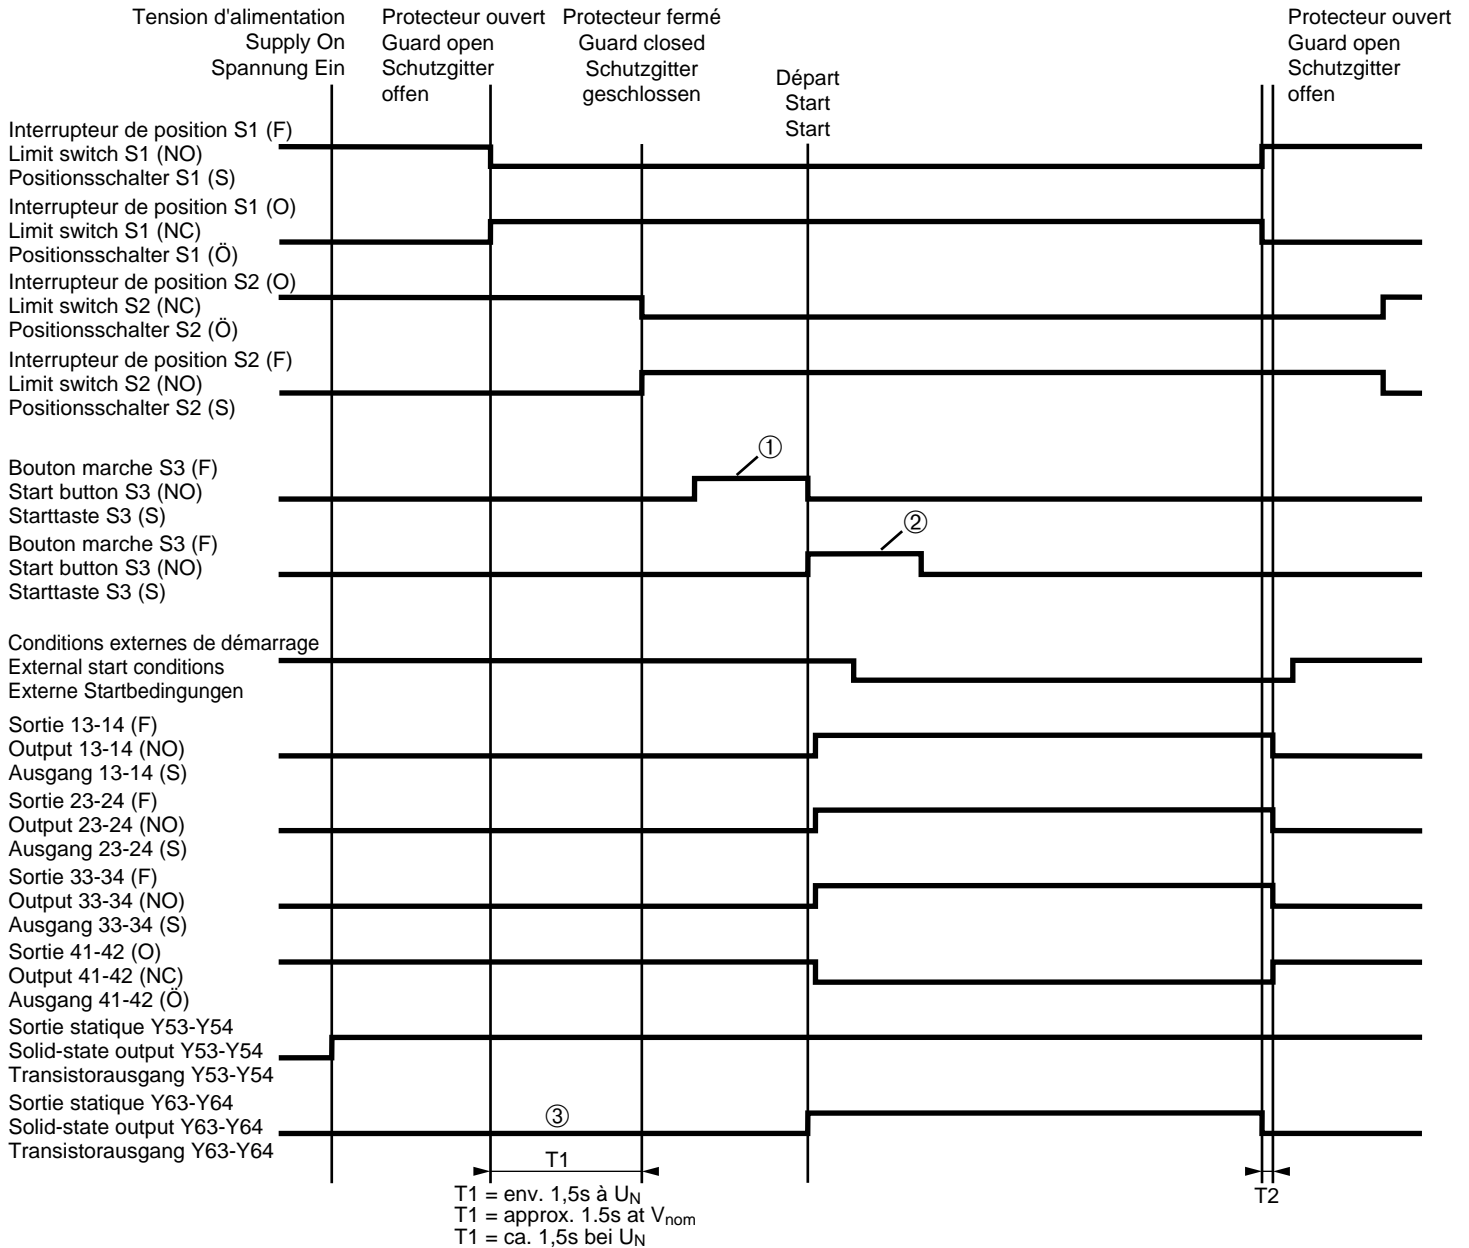 Tension d'alimentation
Supply On
Spannung Ein
Protecteur ouvert
Guard open
Schutzgitter
offen
Protecteur fermé
Guard closed
Schutzgitter
geschlossen
Départ
Start
Start
Protecteur ouvert
Guard open
Schutzgitter
offen
Interrupteur de position S1 (F)
Limit switch S1 (NO)
Positionsschalter S1 (S)
Interrupteur de position S1 (O)
Limit switch S1 (NC)
Positionsschalter S1 (Ö)
Interrupteur de position S2 (O)
Limit switch S2 (NC)
Positionsschalter S2 (Ö)
Interrupteur de position S2 (F)
Limit switch S2 (NO)
Positionsschalter S2 (S)
①
Bouton marche S3 (F)
Start button S3 (NO)
Starttaste S3 (S)
②
Bouton marche S3 (F)
Start button S3 (NO)
Starttaste S3 (S)
Conditions externes de démarrage
External start conditions
Externe Startbedingungen
Sortie 13-14 (F)
Output 13-14 (NO)
Ausgang 13-14 (S)
Sortie 23-24 (F)
Output 23-24 (NO)
Ausgang 23-24 (S)
Sortie 33-34 (F)
Output 33-34 (NO)
Ausgang 33-34 (S)
Sortie 41-42 (O)
Output 41-42 (NC)
Ausgang 41-42 (Ö)
Sortie statique Y53-Y54
Solid-state output Y53-Y54
Transistorausgang Y53-Y54
Sortie statique Y63-Y64
Solid-state output Y63-Y64
Transistorausgang Y63-Y64
③
T1
T2
T1 = env. 1,5s à UN
T1 = approx. 1.5s at Vnom
T1 = ca. 1,5s bei UN